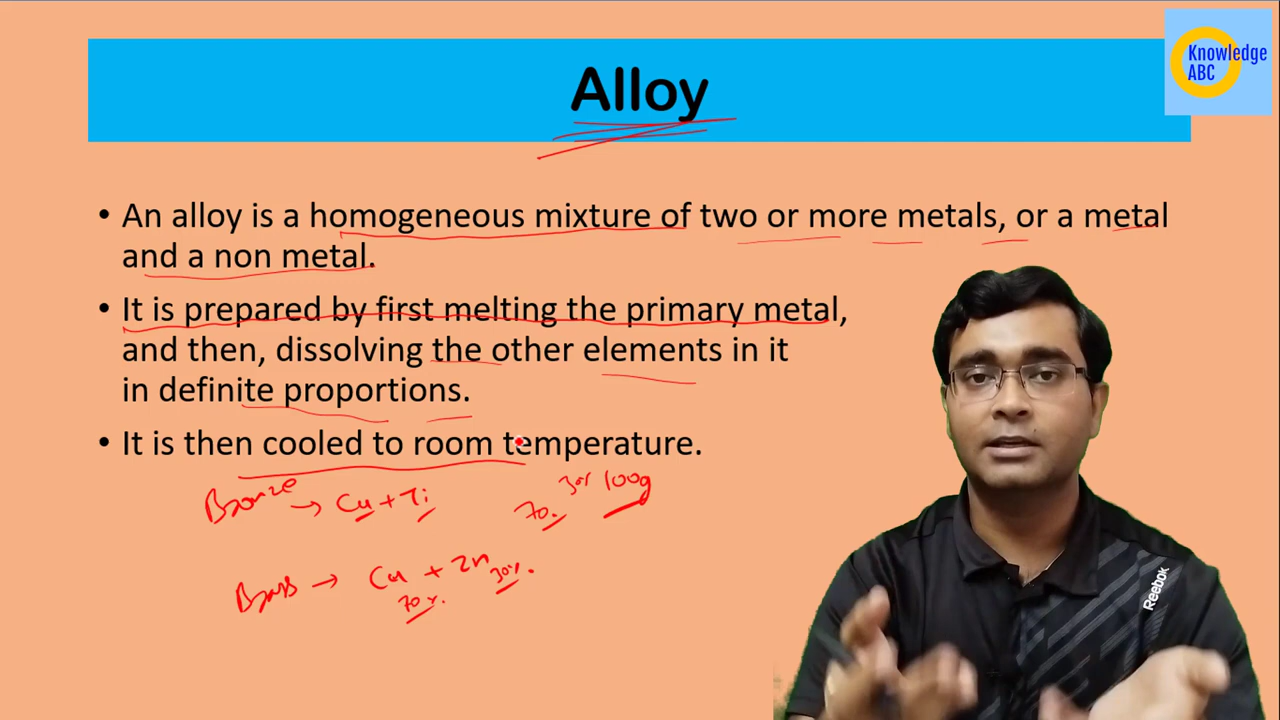 Knowledge
ABC
Alloy
• An alloy is a homogeneous mixture of two or more metals, or a metal
and a non metal.
• It is prepared by first melting the primary metal,
and then, dissolving the other elements in it
in definite proportions.
• It is then cooled to room temperature.
Bronze → Cu + Ti
70% 30% 100g
Brass → Cu + Zn
70% 30%
Reebok